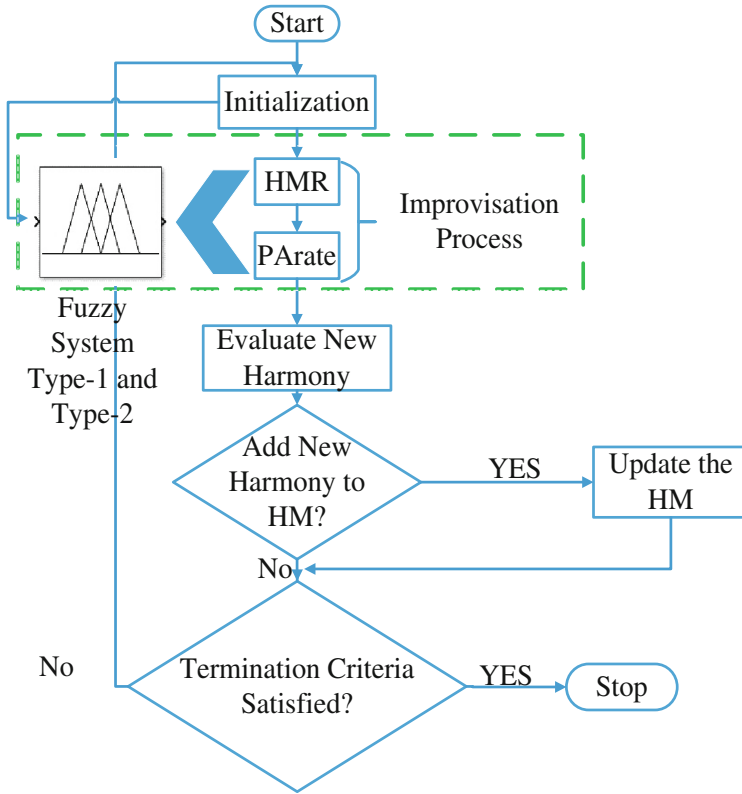 Start
Initialization
HMR
PArate
Improvisation
Process
Fuzzy
System
Type-1 and
Type-2
Evaluate New
Harmony
Add New
Harmony to
HM?
YES
Update the
HM
No
Termination Criteria
Satisfied?
No
YES
Stop